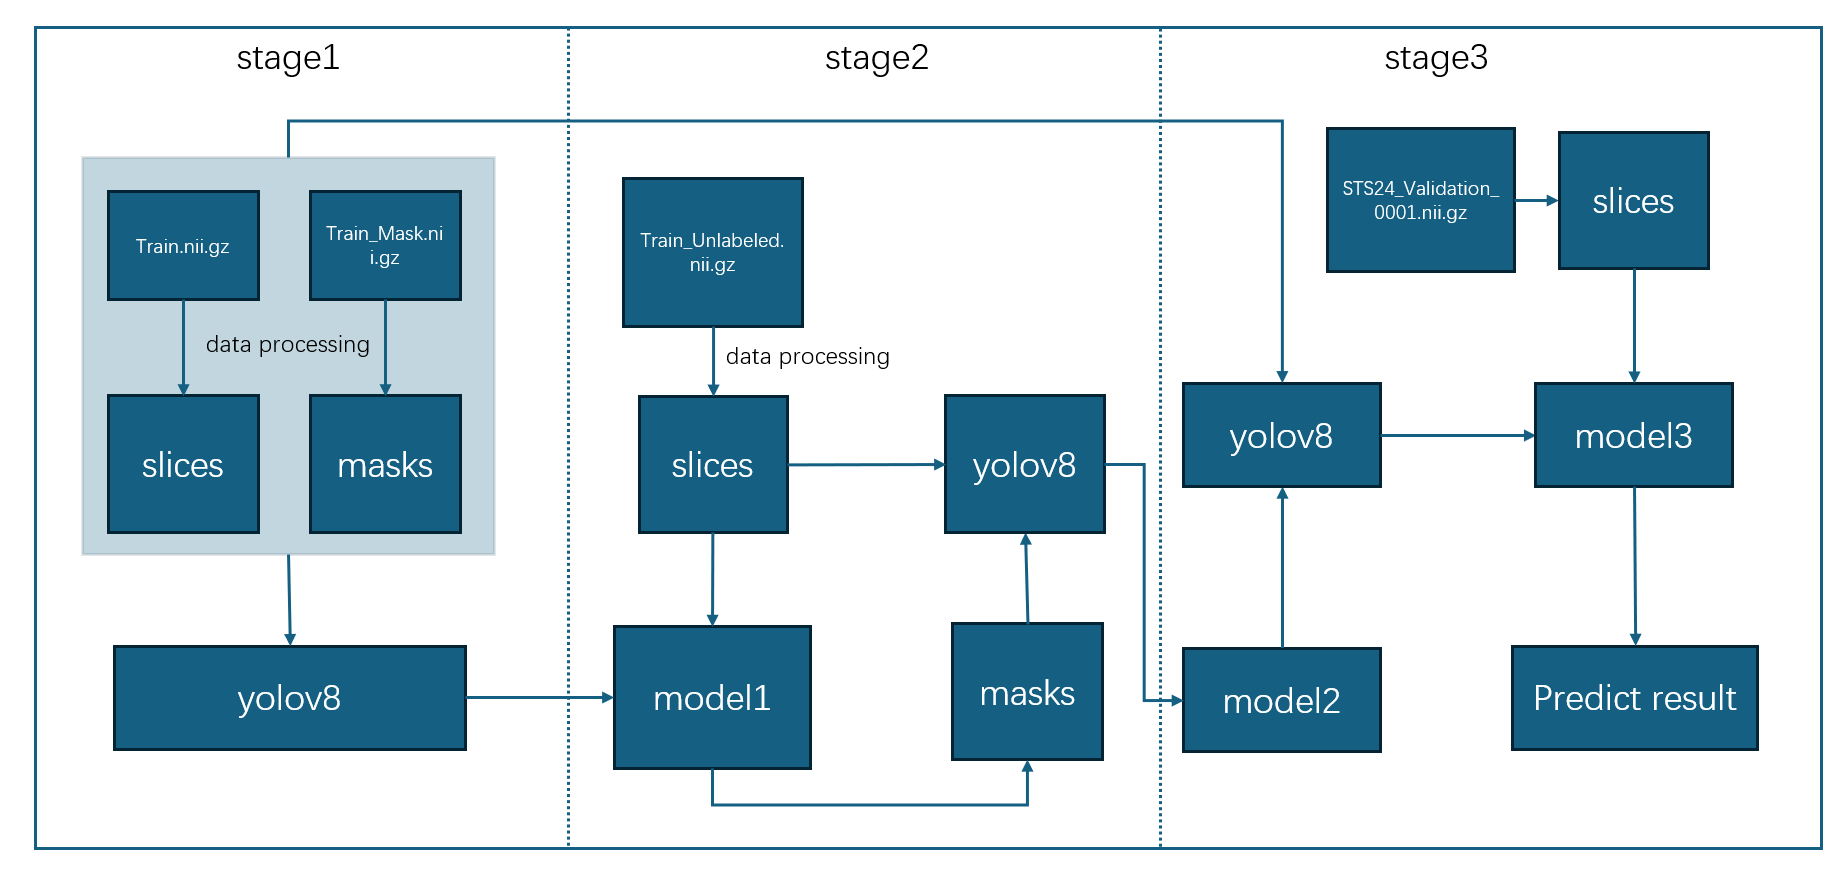 stage1
Train.nii.gz
Train_Mask.ni
i.gz
data processing
slices
masks
yolov8
stage2
Train_Unlabeled.
nii.gz
data processing
slices
yolov8
model1
masks
stage3
STS24_Validation_
0001.nii.gz
slices
yolov8
model3
model2
Predict result